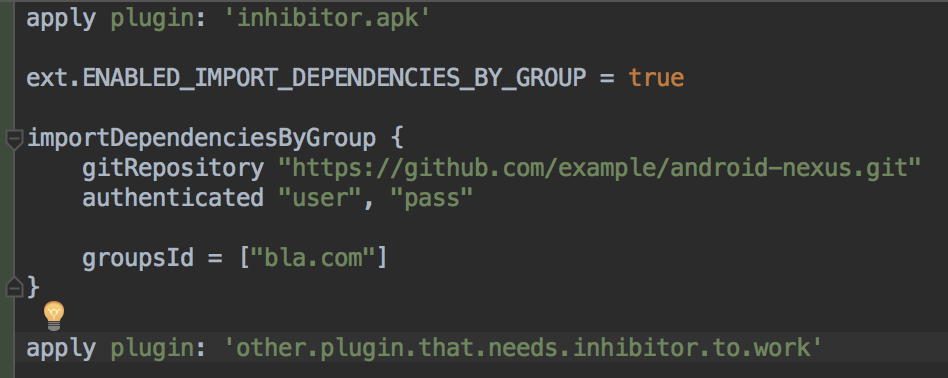 apply plugin: 'inhibitor.apk'
ext.ENABLED_IMPORT_DEPENDENCIES_BY_GROUP = true
importDependenciesByGroup {
gitRepository "https://github.com/example/android-nexus.git"
authenticated "user", "pass"
groupsId = ["bla.com"]
}
apply plugin: 'other.plugin.that.needs.inhibitor.to.work'